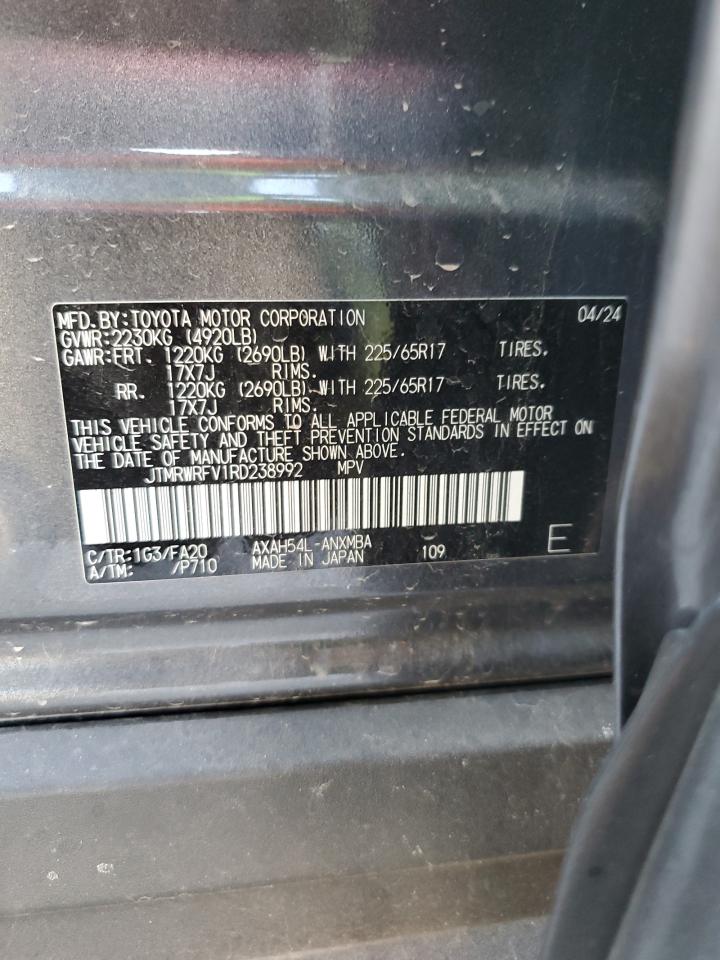 MFD.BY:TOYOTA MOTOR CORPORATION 04/24
GVWR:2230KG (4920LB)
GAWR:FRT. 1220KG (2690LB) WITH 225/65R17 TIRES.
17X7J RIMS.
RR. 1220KG (2690LB) WITH 225/65R17 TIRES.
17X7J RIMS.
THIS VEHICLE CONFORMS TO ALL APPLICABLE FEDERAL MOTOR
VEHICLE SAFETY AND THEFT PREVENTION STANDARDS IN EFFECT ON
THE DATE OF MANUFACTURE SHOWN ABOVE.
JTMRWRFV1RD238992 MPV
C/TR:1G3/FA20 AXAH54L-ANXMBA
A/TM: /P710 MADE IN JAPAN 109 E